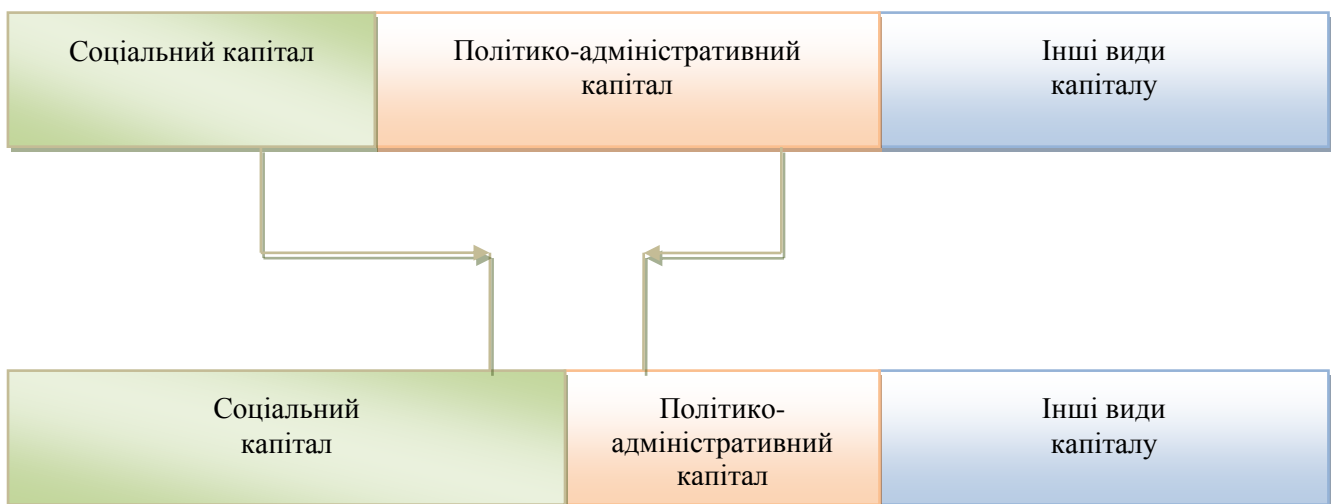 Соціальний капітал
Політико-адміністративний
капітал
Інші види
капіталу
Соціальний
капітал
Політико-
адміністративний
капітал
Інші види
капіталу